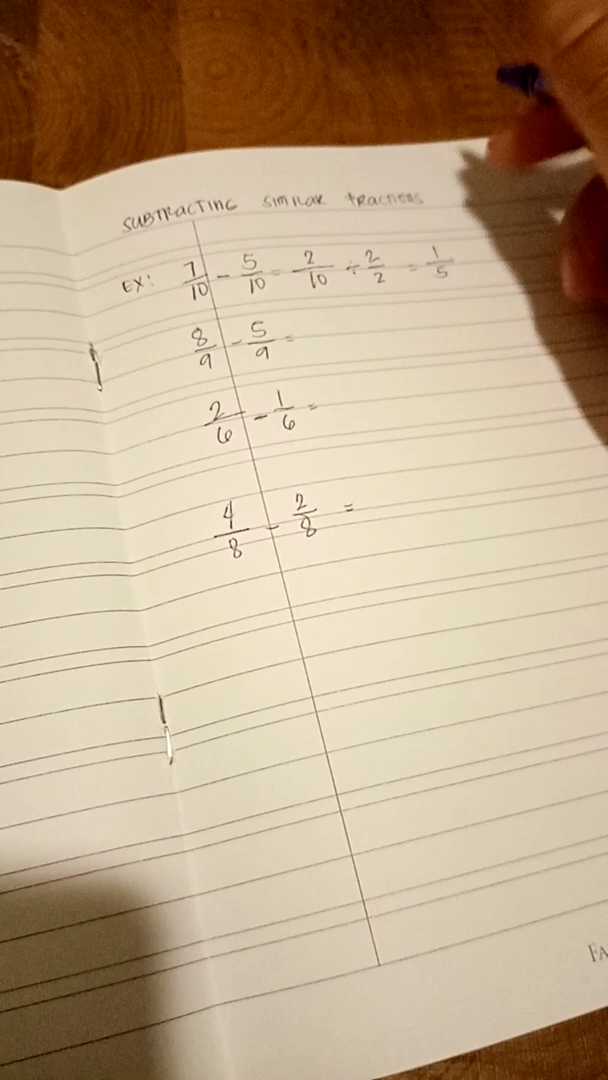 SUBTRACTING SIMILAR fractions
EX: 7/10 - 5/10 = 2/10 ÷ 2/2 = 1/5
8/9 - 5/9 =
2/6 - 1/6 =
4/8 - 2/8 =